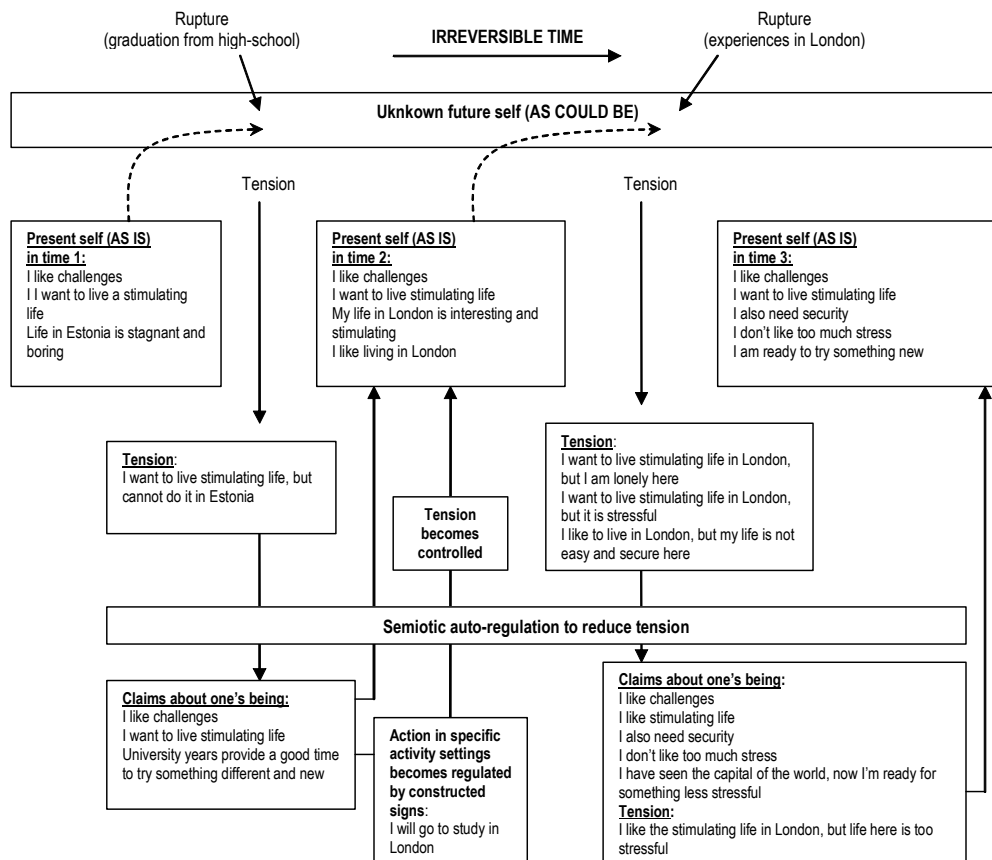 Rupture
(graduation from high-school)
IRREVERSIBLE TIME
Rupture
(experiences in London)
Uknkown future self (AS COULD BE)
Tension
Tension
Present self (AS IS)
in time 1:
I like challenges
I I want to live a stimulating
life
Life in Estonia is stagnant and
boring
Present self (AS IS)
in time 2:
I like challenges
I want to live stimulating life
My life in London is interesting and
stimulating
I like living in London
Present self (AS IS)
in time 3:
I like challenges
I want to live stimulating life
I also need security
I don't like too much stress
I am ready to try something new
Tension:
I want to live stimulating life, but
cannot do it in Estonia
Tension
becomes
controlled
Tension:
I want to live stimulating life in London,
but I am lonely here
I want to live stimulating life in London,
but it is stressful
I like to live in London, but my life is not
easy and secure here
Semiotic auto-regulation to reduce tension
Claims about one's being:
I like challenges
I want to live stimulating life
University years provide a good time
to try something different and new
Action in specific
activity settings
becomes regulated
by constructed
signs:
I will go to study in
London
Claims about one's being:
I like challenges
I like stimulating life
I also need security
I don't like too much stress
I have seen the capital of the world, now I'm ready for
something less stressful
Tension:
I like the stimulating life in London, but life here is too
stressful